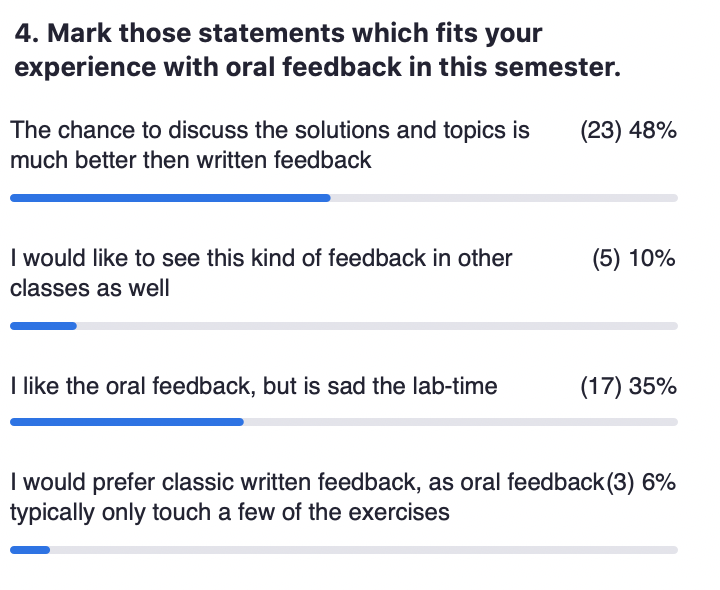 4. Mark those statements which fits your
experience with oral feedback in this semester.
The chance to discuss the solutions and topics is (23) 48%
much better then written feedback
I would like to see this kind of feedback in other (5) 10%
classes as well
I like the oral feedback, but is sad the lab-time (17) 35%
I would prefer classic written feedback, as oral feedback(3) 6%
typically only touch a few of the exercises